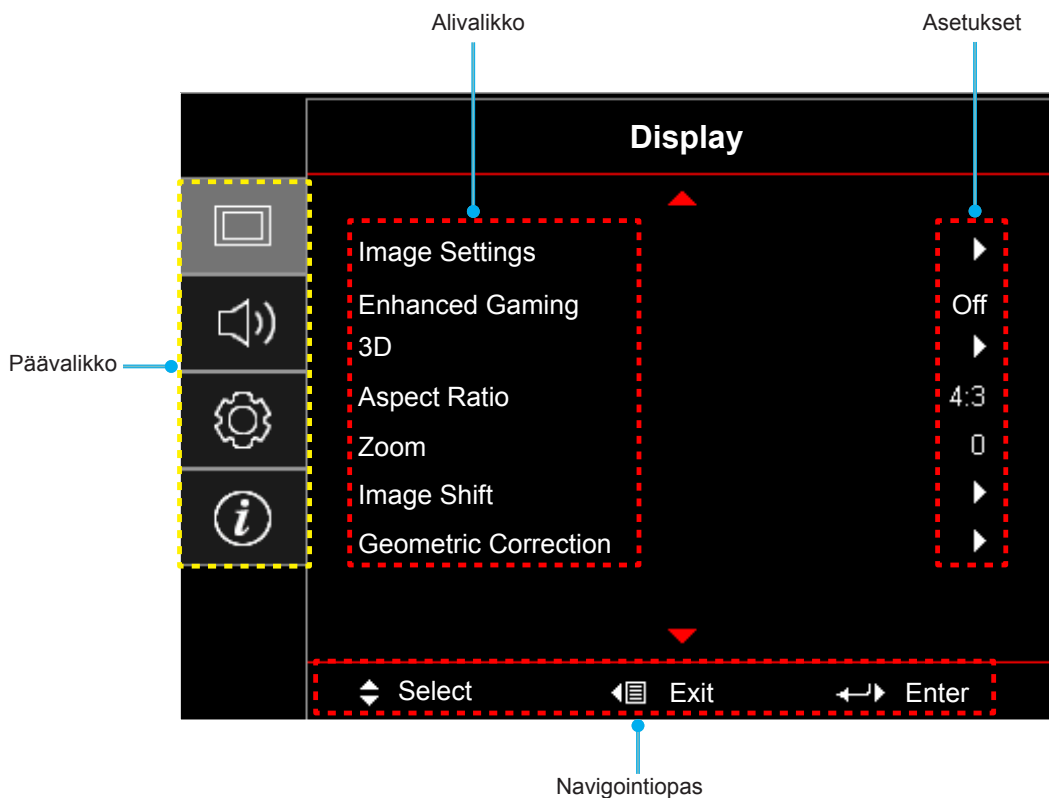 Alivalikko
Asetukset
Display
Image Settings
Enhanced Gaming Off
3D
Aspect Ratio 4:3
Zoom 0
Image Shift
Geometric Correction
Päävalikko
Select Exit Enter
Navigointiopas